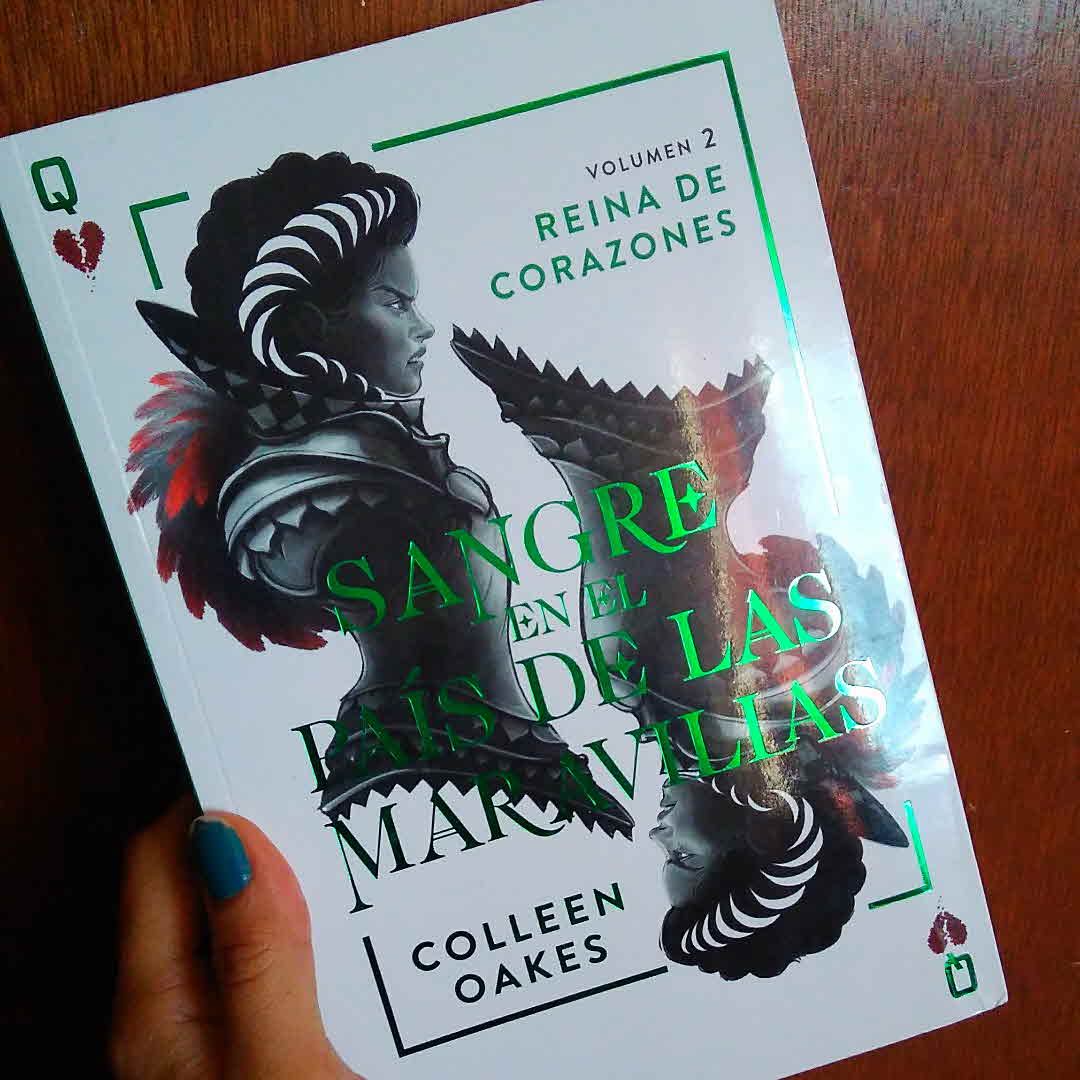 Q
VOLUMEN 2
REINA DE
CORAZONES
SANGRE
EN EL
PAÍS DE LAS
MARAVILLAS
COLLEEN
OAKES
Q